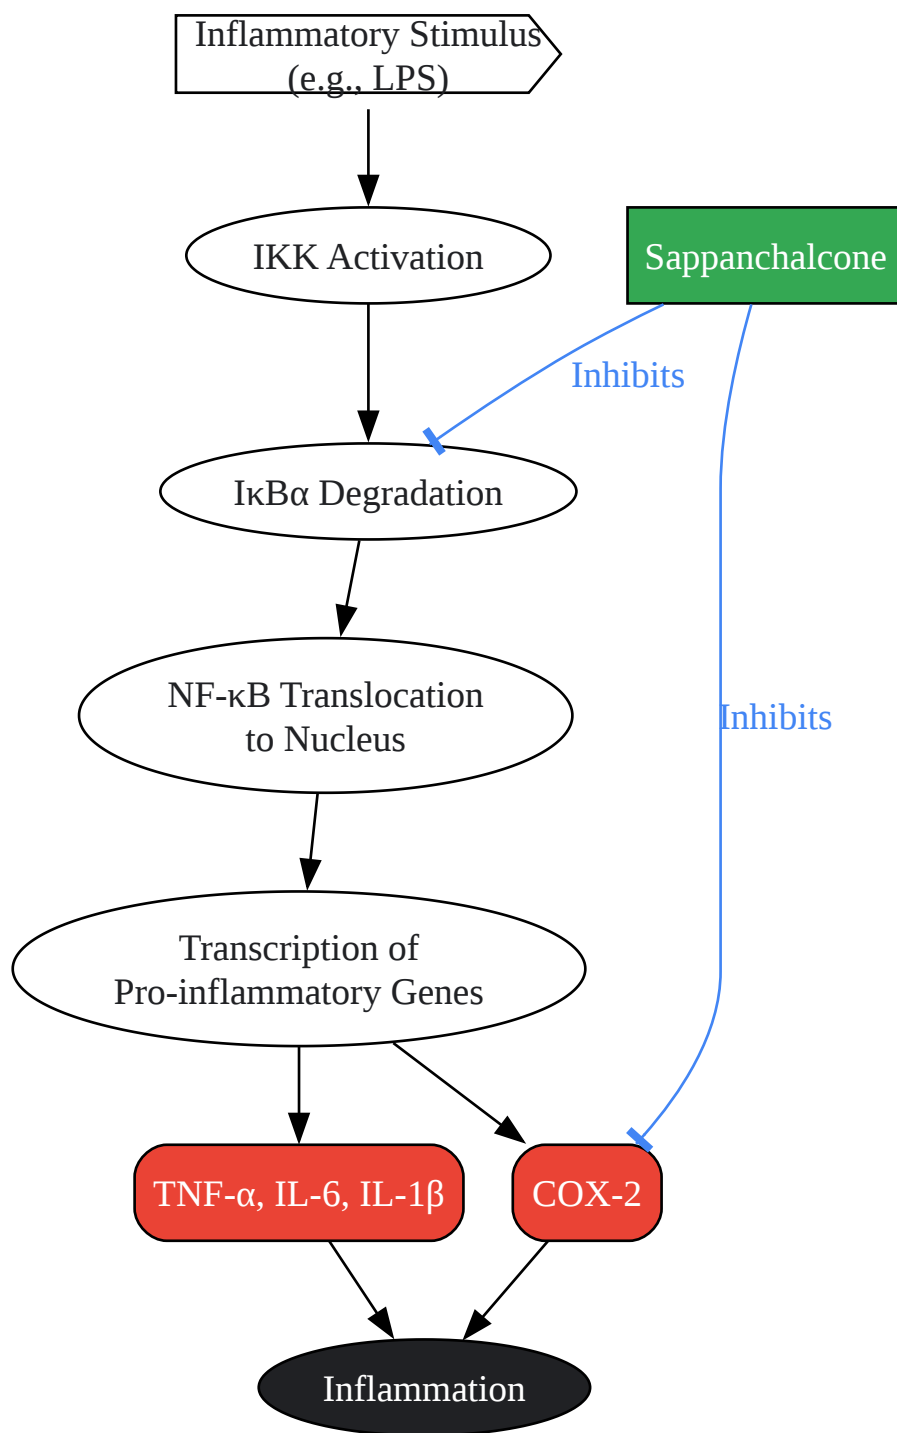 Inflammatory Stimulus
(e.g., LPS)
IKK Activation
Sappanchalcone
Inhibits
IκBα Degradation
NF-κB Translocation
to Nucleus
Inhibits
Transcription of
Pro-inflammatory Genes
TNF-α, IL-6, IL-1β
COX-2
Inflammation